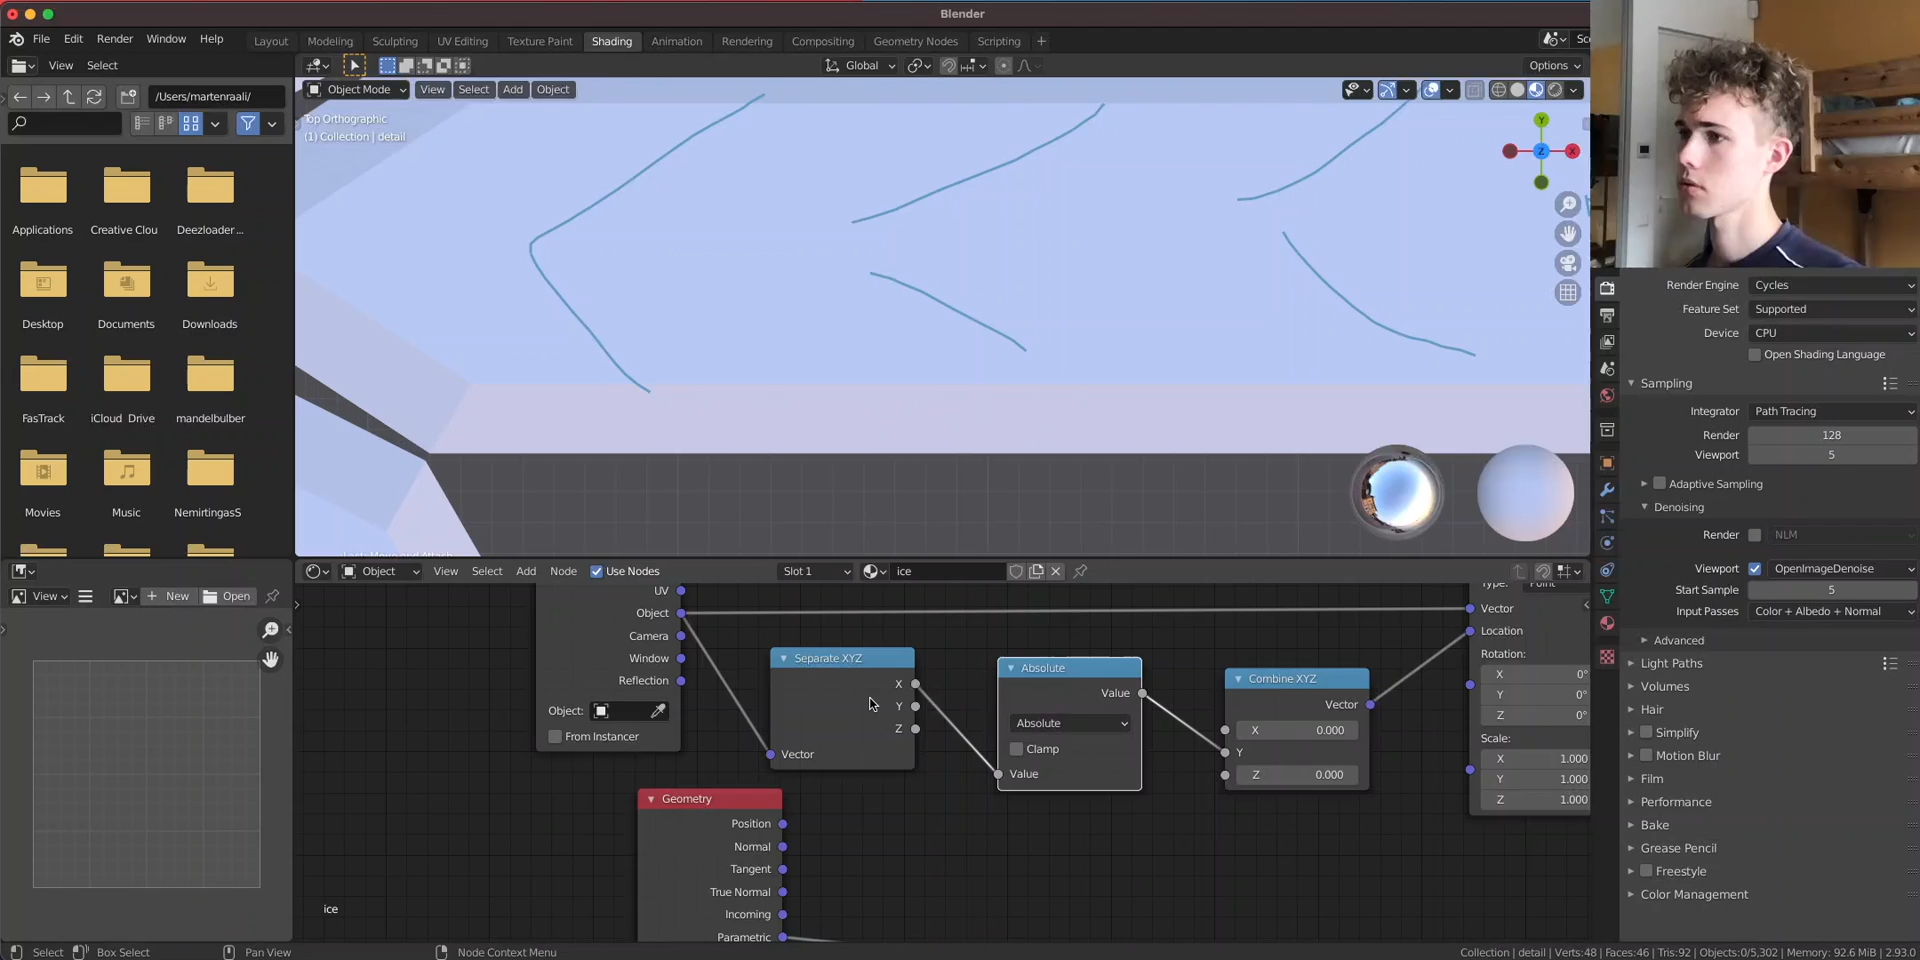 Blender
File Edit Render Window Help
Layout Modeling Sculpting UV Editing Texture Paint Shading Animation Rendering Compositing Geometry Nodes Scripting +
View Select
Global
Options
/Users/martenraali/
Object Mode View Select Add Object
Top Orthographic
(1) Collection | detail
Y
Z X
Applications Creative Clou Deezloader ...
Desktop Documents Downloads
FasTrack iCloud Drive mandelbulber
Movies Music NemirtingasS
Render Engine Cycles
Feature Set Supported
Device CPU
Open Shading Language
Sampling
Integrator Path Tracing
Render 128
Viewport 5
Adaptive Sampling
Denoising
Render NLM
Viewport OpenImageDenoise
Start Sample 5
Input Passes Color + Albedo + Normal
Advanced
Light Paths
Volumes
Hair
Simplify
Motion Blur
Film
Performance
Bake
Grease Pencil
Freestyle
Color Management
View + New Open
Object View Select Add Node Use Nodes Slot 1 ice
UV
Object
Camera
Window
Reflection
Object:
From Instancer
Separate XYZ
X
Y
Z
Vector
Absolute
Value
Absolute
Clamp
Value
Combine XYZ
Vector
X 0.000
Y
Z 0.000
Type: Point
Vector
Location
Rotation:
X 0°
Y 0°
Z 0°
Scale:
X 1.000
Y 1.000
Z 1.000
Geometry
Position
Normal
Tangent
True Normal
Incoming
Parametric
ice
Select Box Select Pan View Node Context Menu
Collection | detail | Verts:48 | Faces:46 | Tris:92 | Objects:0/5,302 | Memory: 92.6 MiB | 2.93.0